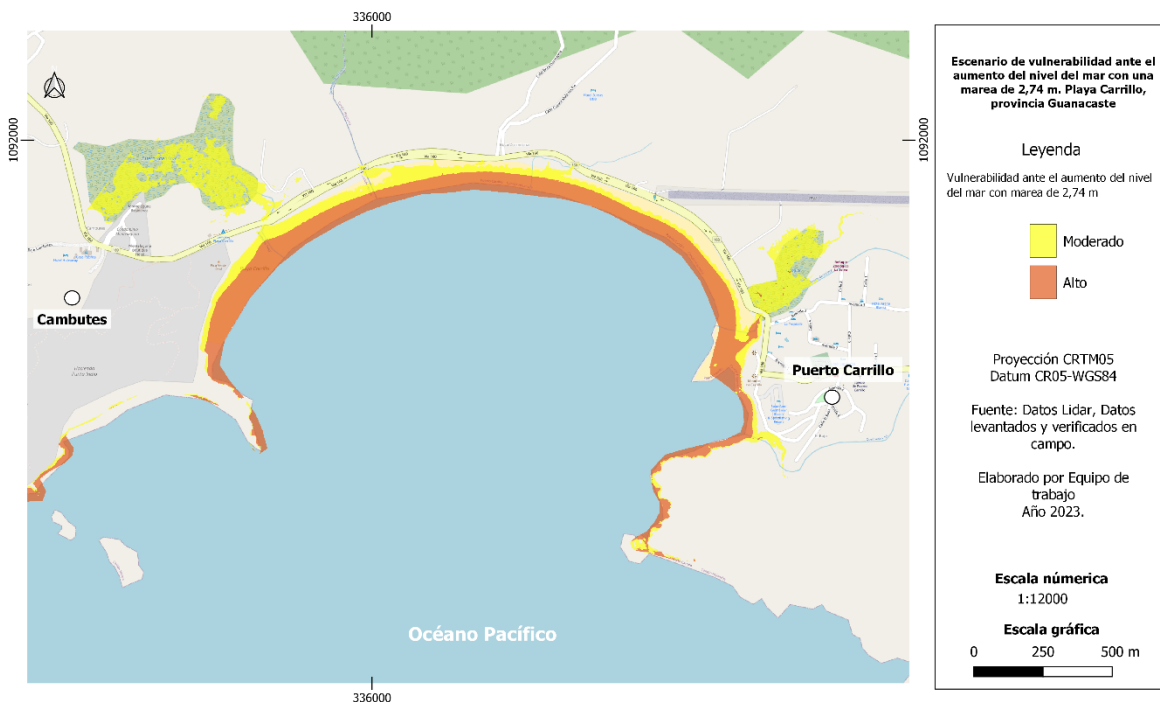 336000
1092000
1092000
Cambutes
Puerto Carrillo
Océano Pacífico
336000
Escenario de vulnerabilidad ante el
aumento del nivel del mar con una
marea de 2,74 m. Playa Carrillo,
provincia Guanacaste
Leyenda
Vulnerabilidad ante el aumento del nivel
del mar con marea de 2,74 m
Moderado
Alto
Proyección CRTM05
Datum CR05-WGS84
Fuente: Datos Lidar, Datos
levantados y verificados en
campo.
Elaborado por Equipo de
trabajo
Año 2023.
Escala númerica
1:12000
Escala gráfica
0 250 500 m